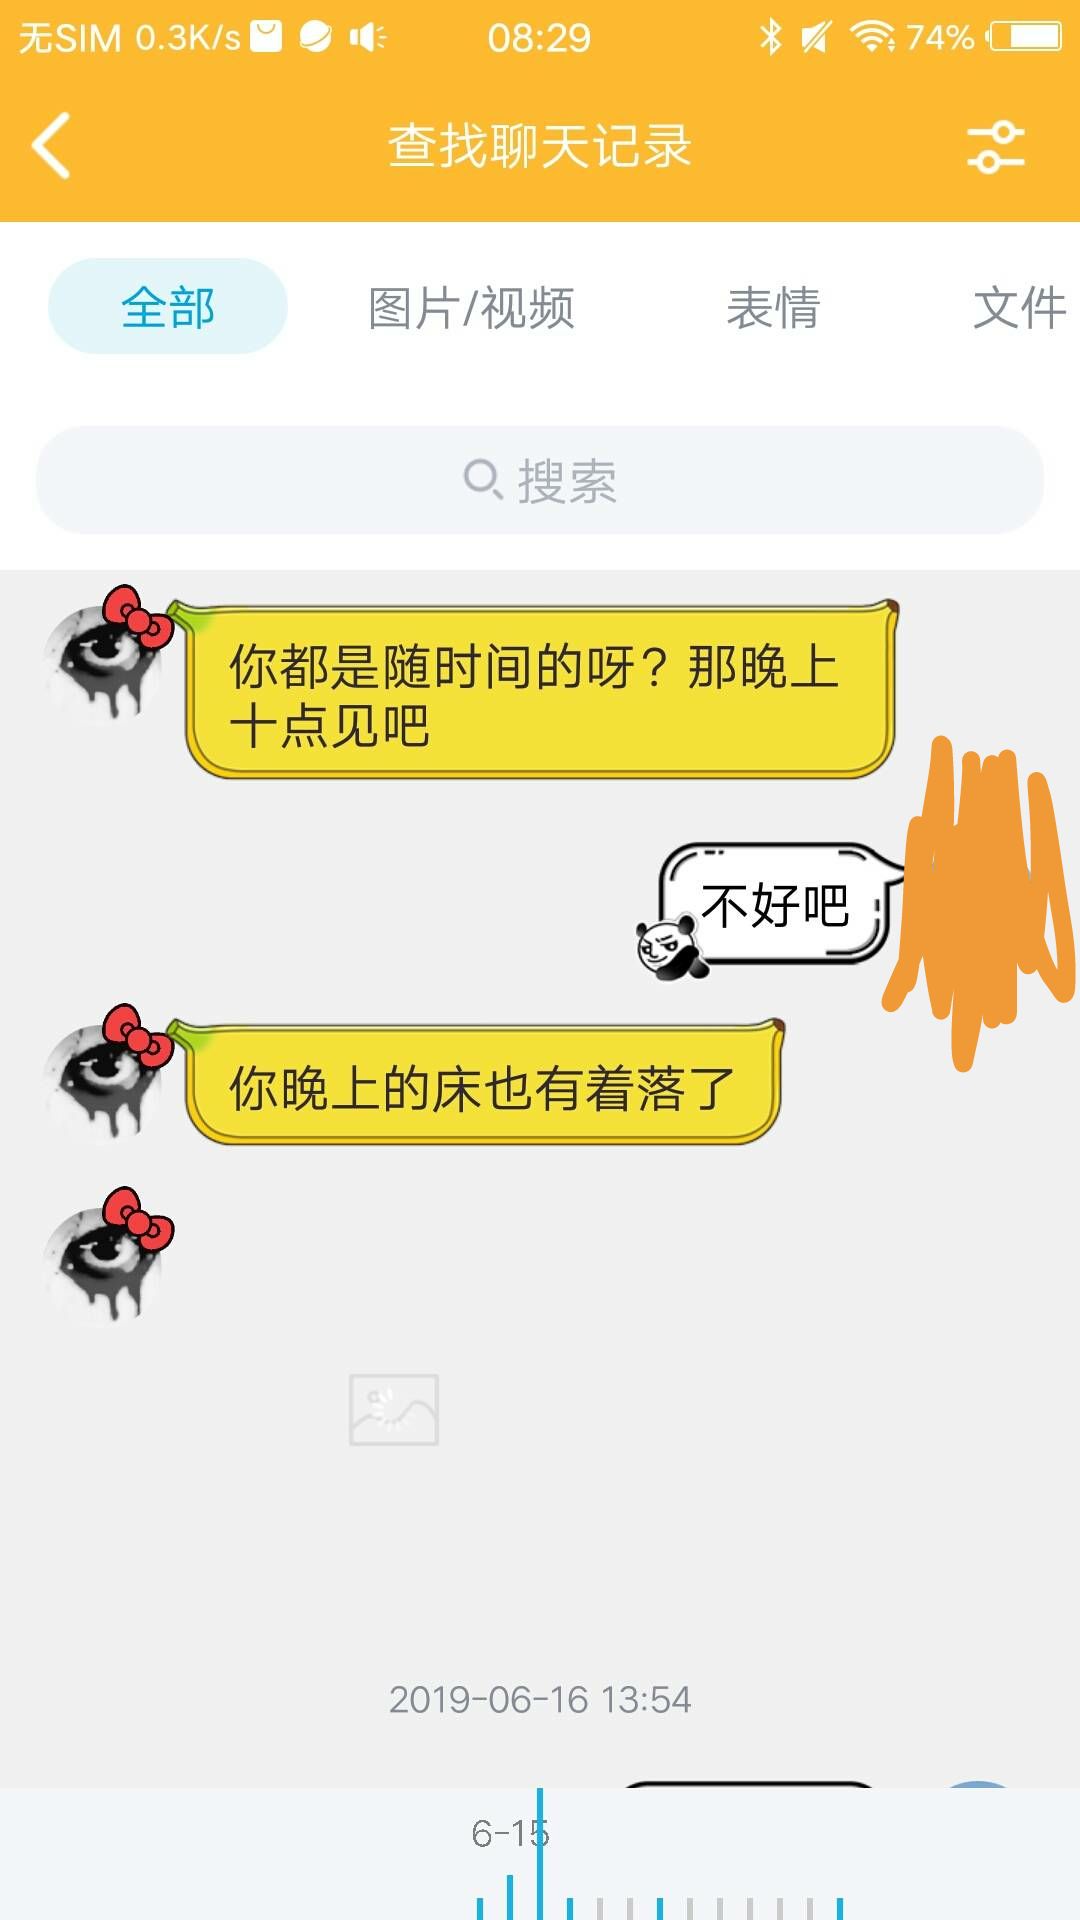 无SIM 0.3K/s 08:29 74%
查找聊天记录
全部 图片/视频 表情 文件
搜索
你都是随时间的呀？那晚上
十点见吧
不好吧
你晚上的床也有着落了
2019-06-16 13:54
6-15